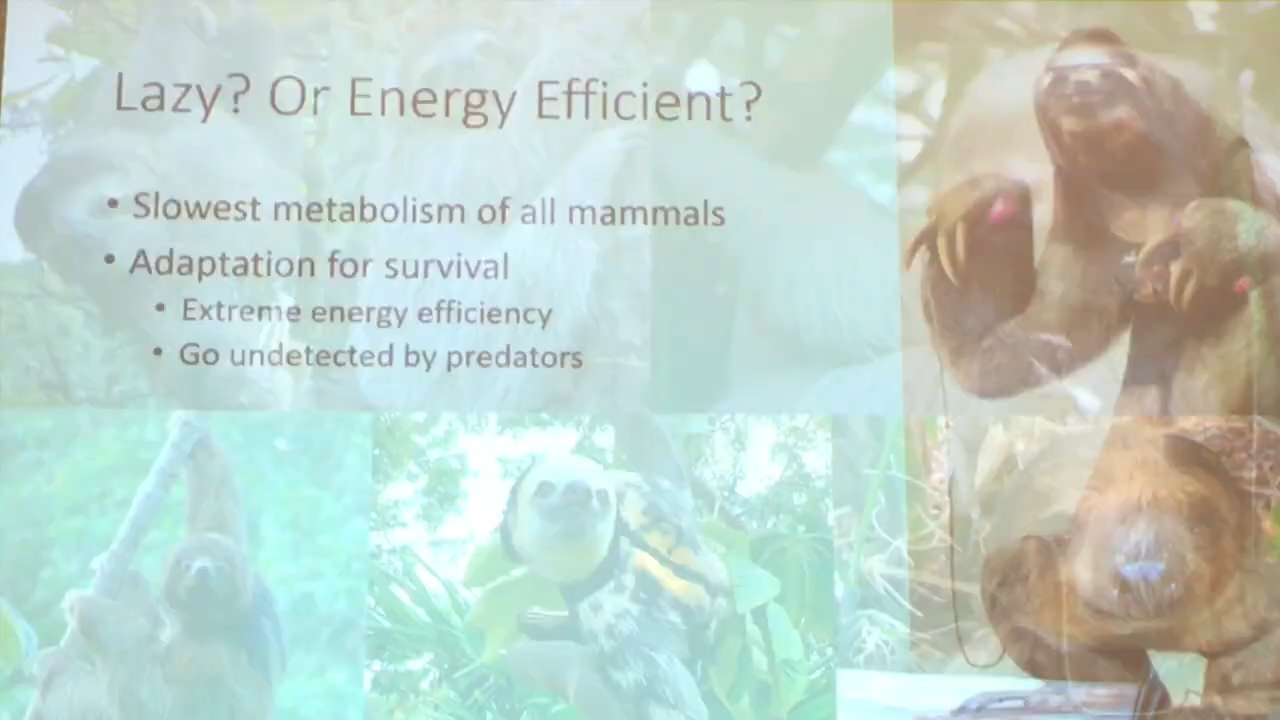 Lazy? Or Energy Efficient?
• Slowest metabolism of all mammals
• Adaptation for survival
• Extreme energy efficiency
• Go undetected by predators